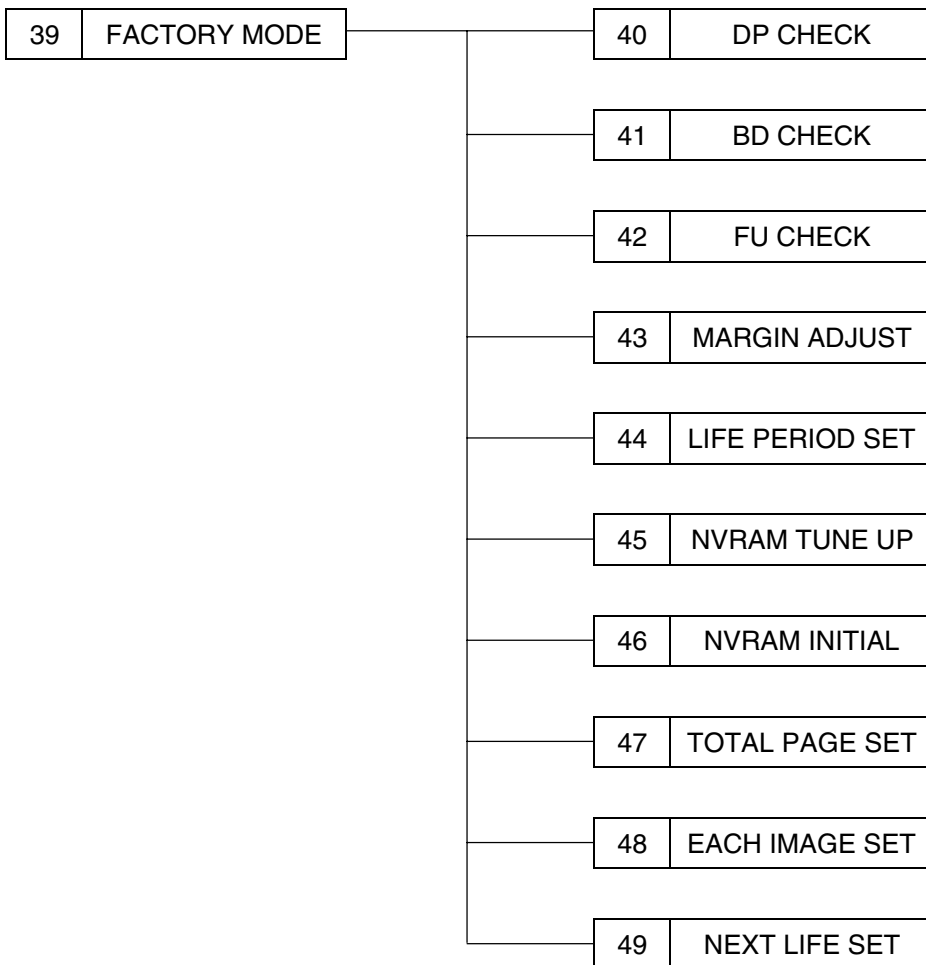 39 FACTORY MODE
40 DP CHECK
41 BD CHECK
42 FU CHECK
43 MARGIN ADJUST
44 LIFE PERIOD SET
45 NVRAM TUNE UP
46 NVRAM INITIAL
47 TOTAL PAGE SET
48 EACH IMAGE SET
49 NEXT LIFE SET